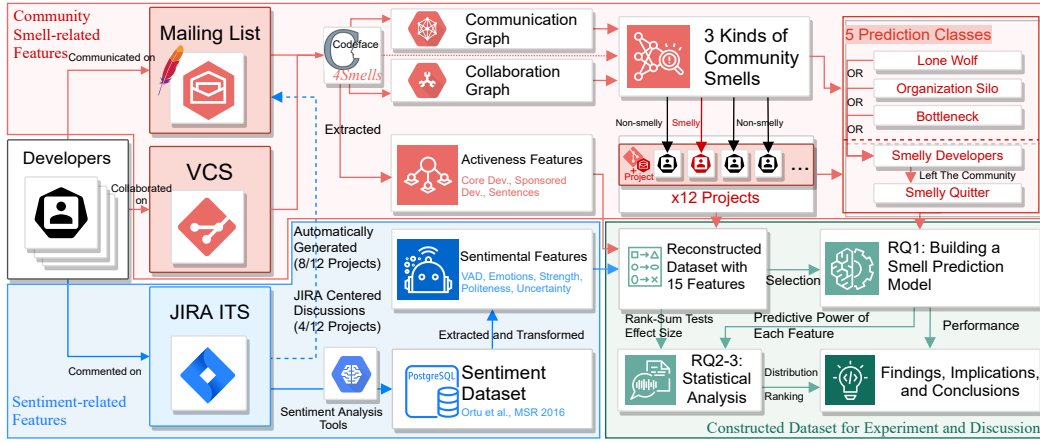 Community
Smell-related
Features
Mailing List
Communicated on
Developers
Collaborated
on
VCS
Codeface
4Smells
Communication
Graph
Collaboration
Graph
Extracted
Activeness Features
Core Dev., Sponsored
Dev., Sentences
3 Kinds of
Community
Smells
Non-smelly
Smelly
Non-smelly
Project
...
x12 Projects
5 Prediction Classes
Lone Wolf
OR
Organization Silo
OR
Bottleneck
OR
Smelly Developers
Left The Community
Smelly Quitter
Automatically
Generated
(8/12 Projects)
JIRA Centered
Discussions
(4/12 Projects)
Sentimental Features
VAD, Emotions, Strength,
Politeness, Uncertainty
Extracted and Transformed
JIRA ITS
Commented on
Sentiment Analysis
Tools
PostgreSQL
Sentiment
Dataset
Ortu et al., MSR 2016
Sentiment-related
Features
Reconstructed
Dataset with
15 Features
Selection
RQ1: Building a
Smell Prediction
Model
Rank-Sum Tests
Effect Size
Predictive Power of
Each Feature
Performance
RQ2-3:
Statistical
Analysis
Distribution
Ranking
Findings, Implications,
and Conclusions
Constructed Dataset for Experiment and Discussion